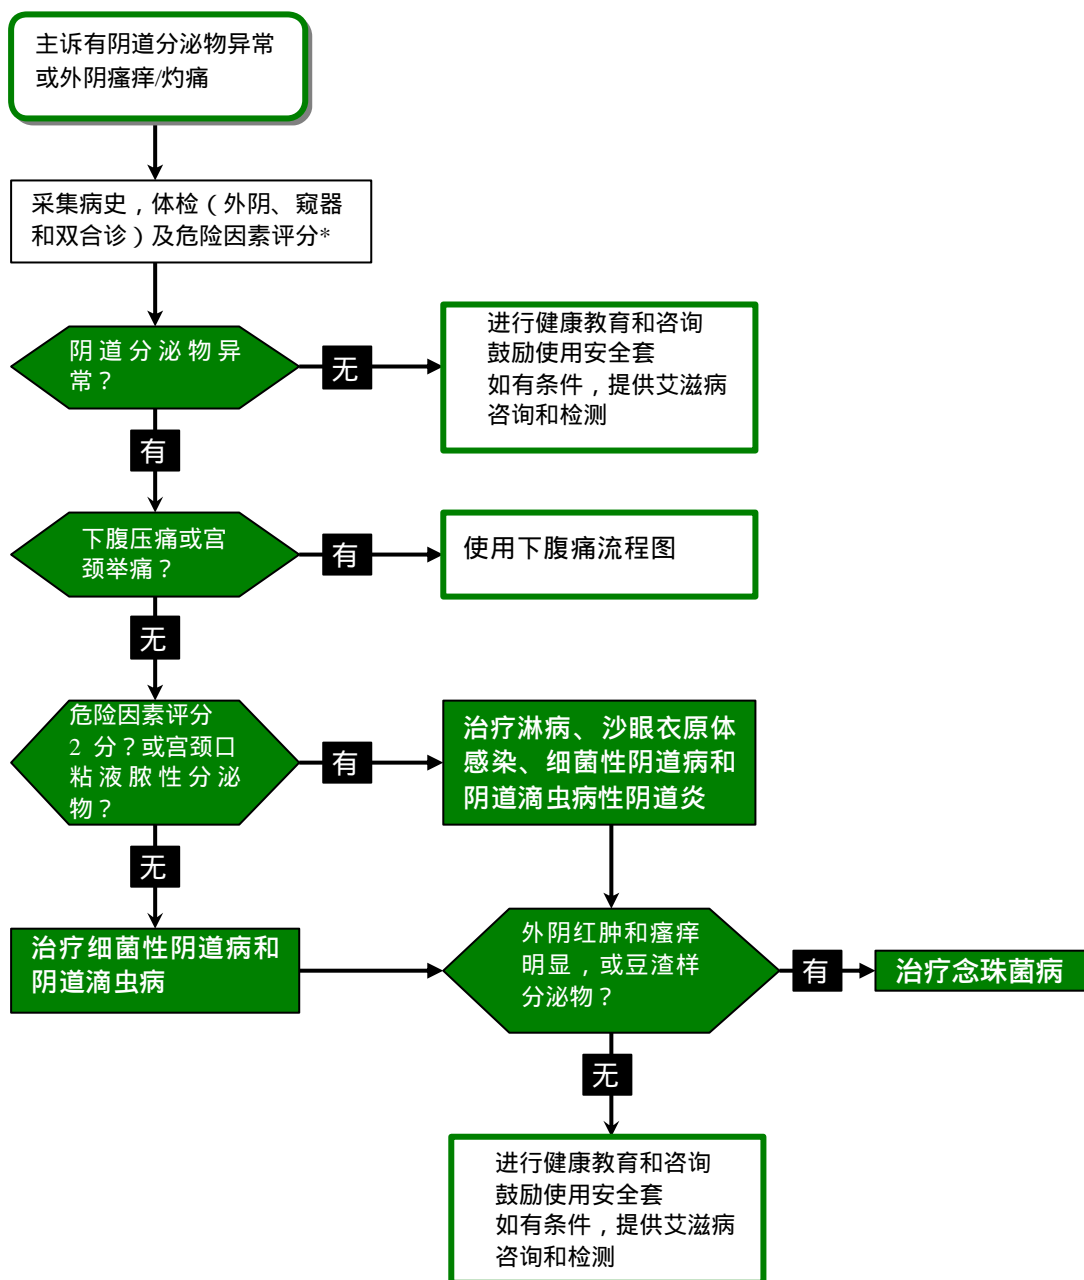 主诉有阴道分泌物异常
或外阴瘙痒/灼痛
采集病史，体检（外阴、窥器
和双合诊）及危险因素评分*
阴道分泌物异
常？
无
进行健康教育和咨询
鼓励使用安全套
如有条件，提供艾滋病
咨询和检测
有
下腹压痛或宫
颈举痛？
有
使用下腹痛流程图
无
危险因素评分
2 分？或宫颈口
粘液脓性分泌
物？
有
治疗淋病、沙眼衣原体
感染、细菌性阴道病和
阴道滴虫病性阴道炎
无
治疗细菌性阴道病和
阴道滴虫病
外阴红肿和瘙痒
明显，或豆渣样
分泌物？
有
治疗念珠菌病
无
进行健康教育和咨询
鼓励使用安全套
如有条件，提供艾滋病
咨询和检测